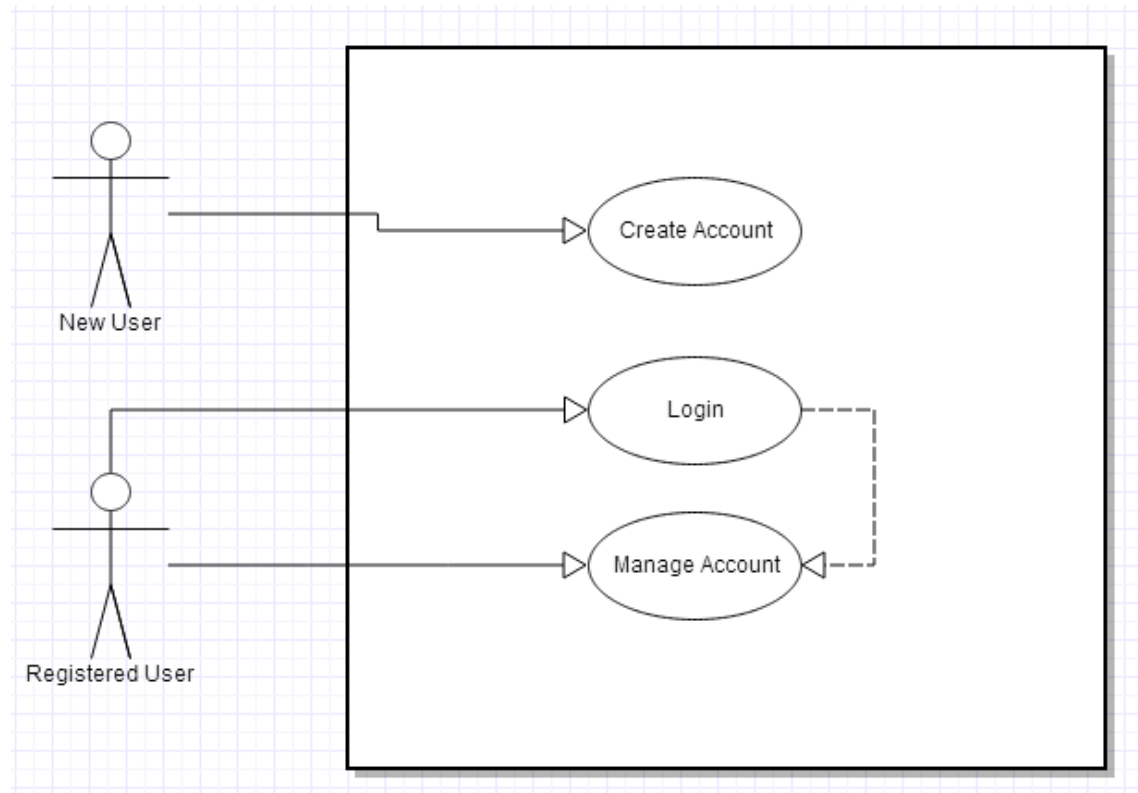 Create Account
New User
Login
Manage Account
Registered User